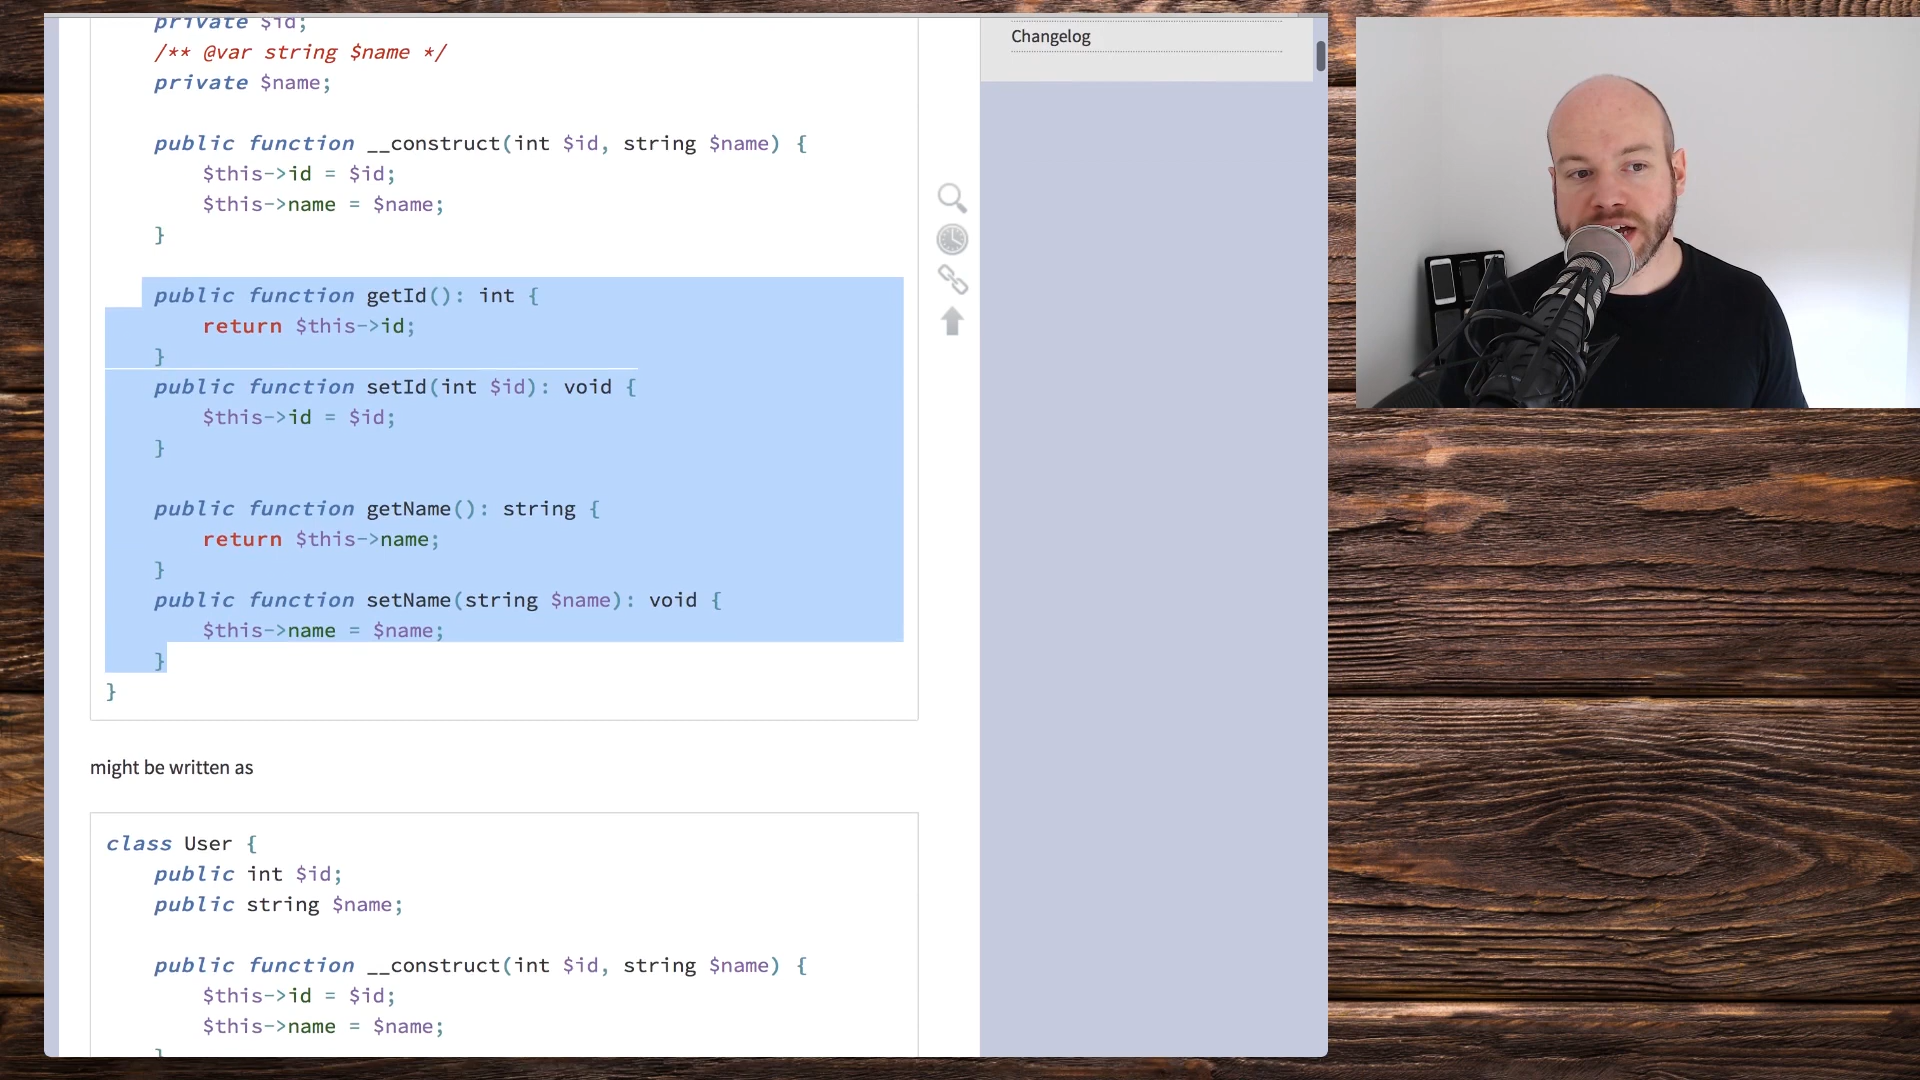 private $id;
/** @var string $name */
private $name;
public function __construct(int $id, string $name) {
$this->id = $id;
$this->name = $name;
}
public function getId(): int {
return $this->id;
}
public function setId(int $id): void {
$this->id = $id;
}
public function getName(): string {
return $this->name;
}
public function setName(string $name): void {
$this->name = $name;
}
}
might be written as
class User {
public int $id;
public string $name;
public function __construct(int $id, string $name) {
$this->id = $id;
$this->name = $name;
}
Changelog